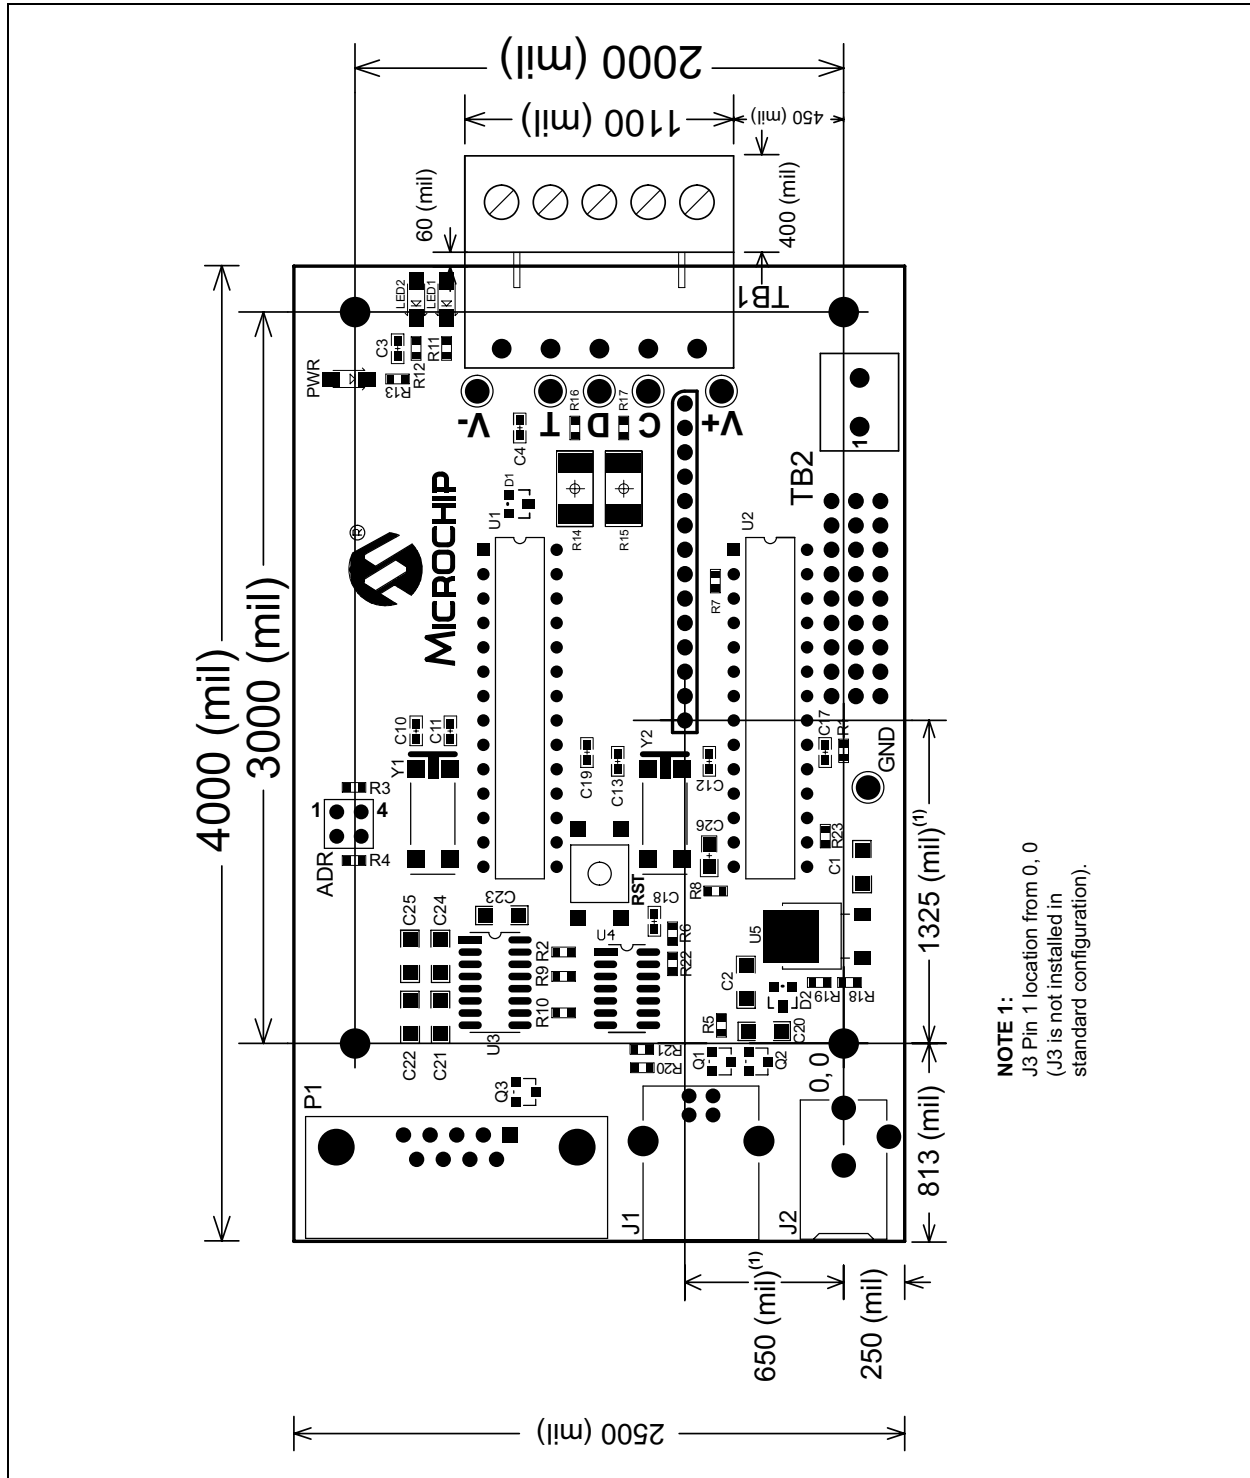 2000 (mil)
1100 (mil)
450 (mil)
60 (mil)
400 (mil)
4000 (mil)
3000 (mil)
LED2
LED1
TB1
C3
R12
R11
PWR
R13
V-
T
R16
D
R17
C
V+
C4
1
TB2
D1
U1
R14
R15
U2
®
MICROCHIP
R7
C10
C11
Y1
C19
C13
Y2
C12
C17
R1
GND
R3
1
4
ADR
R4
C26
R23
C1
R8
RST
C18
C25
C24
C23
U4
R6
U5
R2
R9
R22
C2
R10
R19
R18
D2
R5
C20
C22
C21
U3
R21
R20
Q1
Q2
0, 0
P1
Q3
J1
J2
1325 (mil)(1)
813 (mil)
650 (mil)(1)
250 (mil)
2500 (mil)
NOTE 1:
J3 Pin 1 location from 0, 0
(J3 is not installed in
standard configuration).